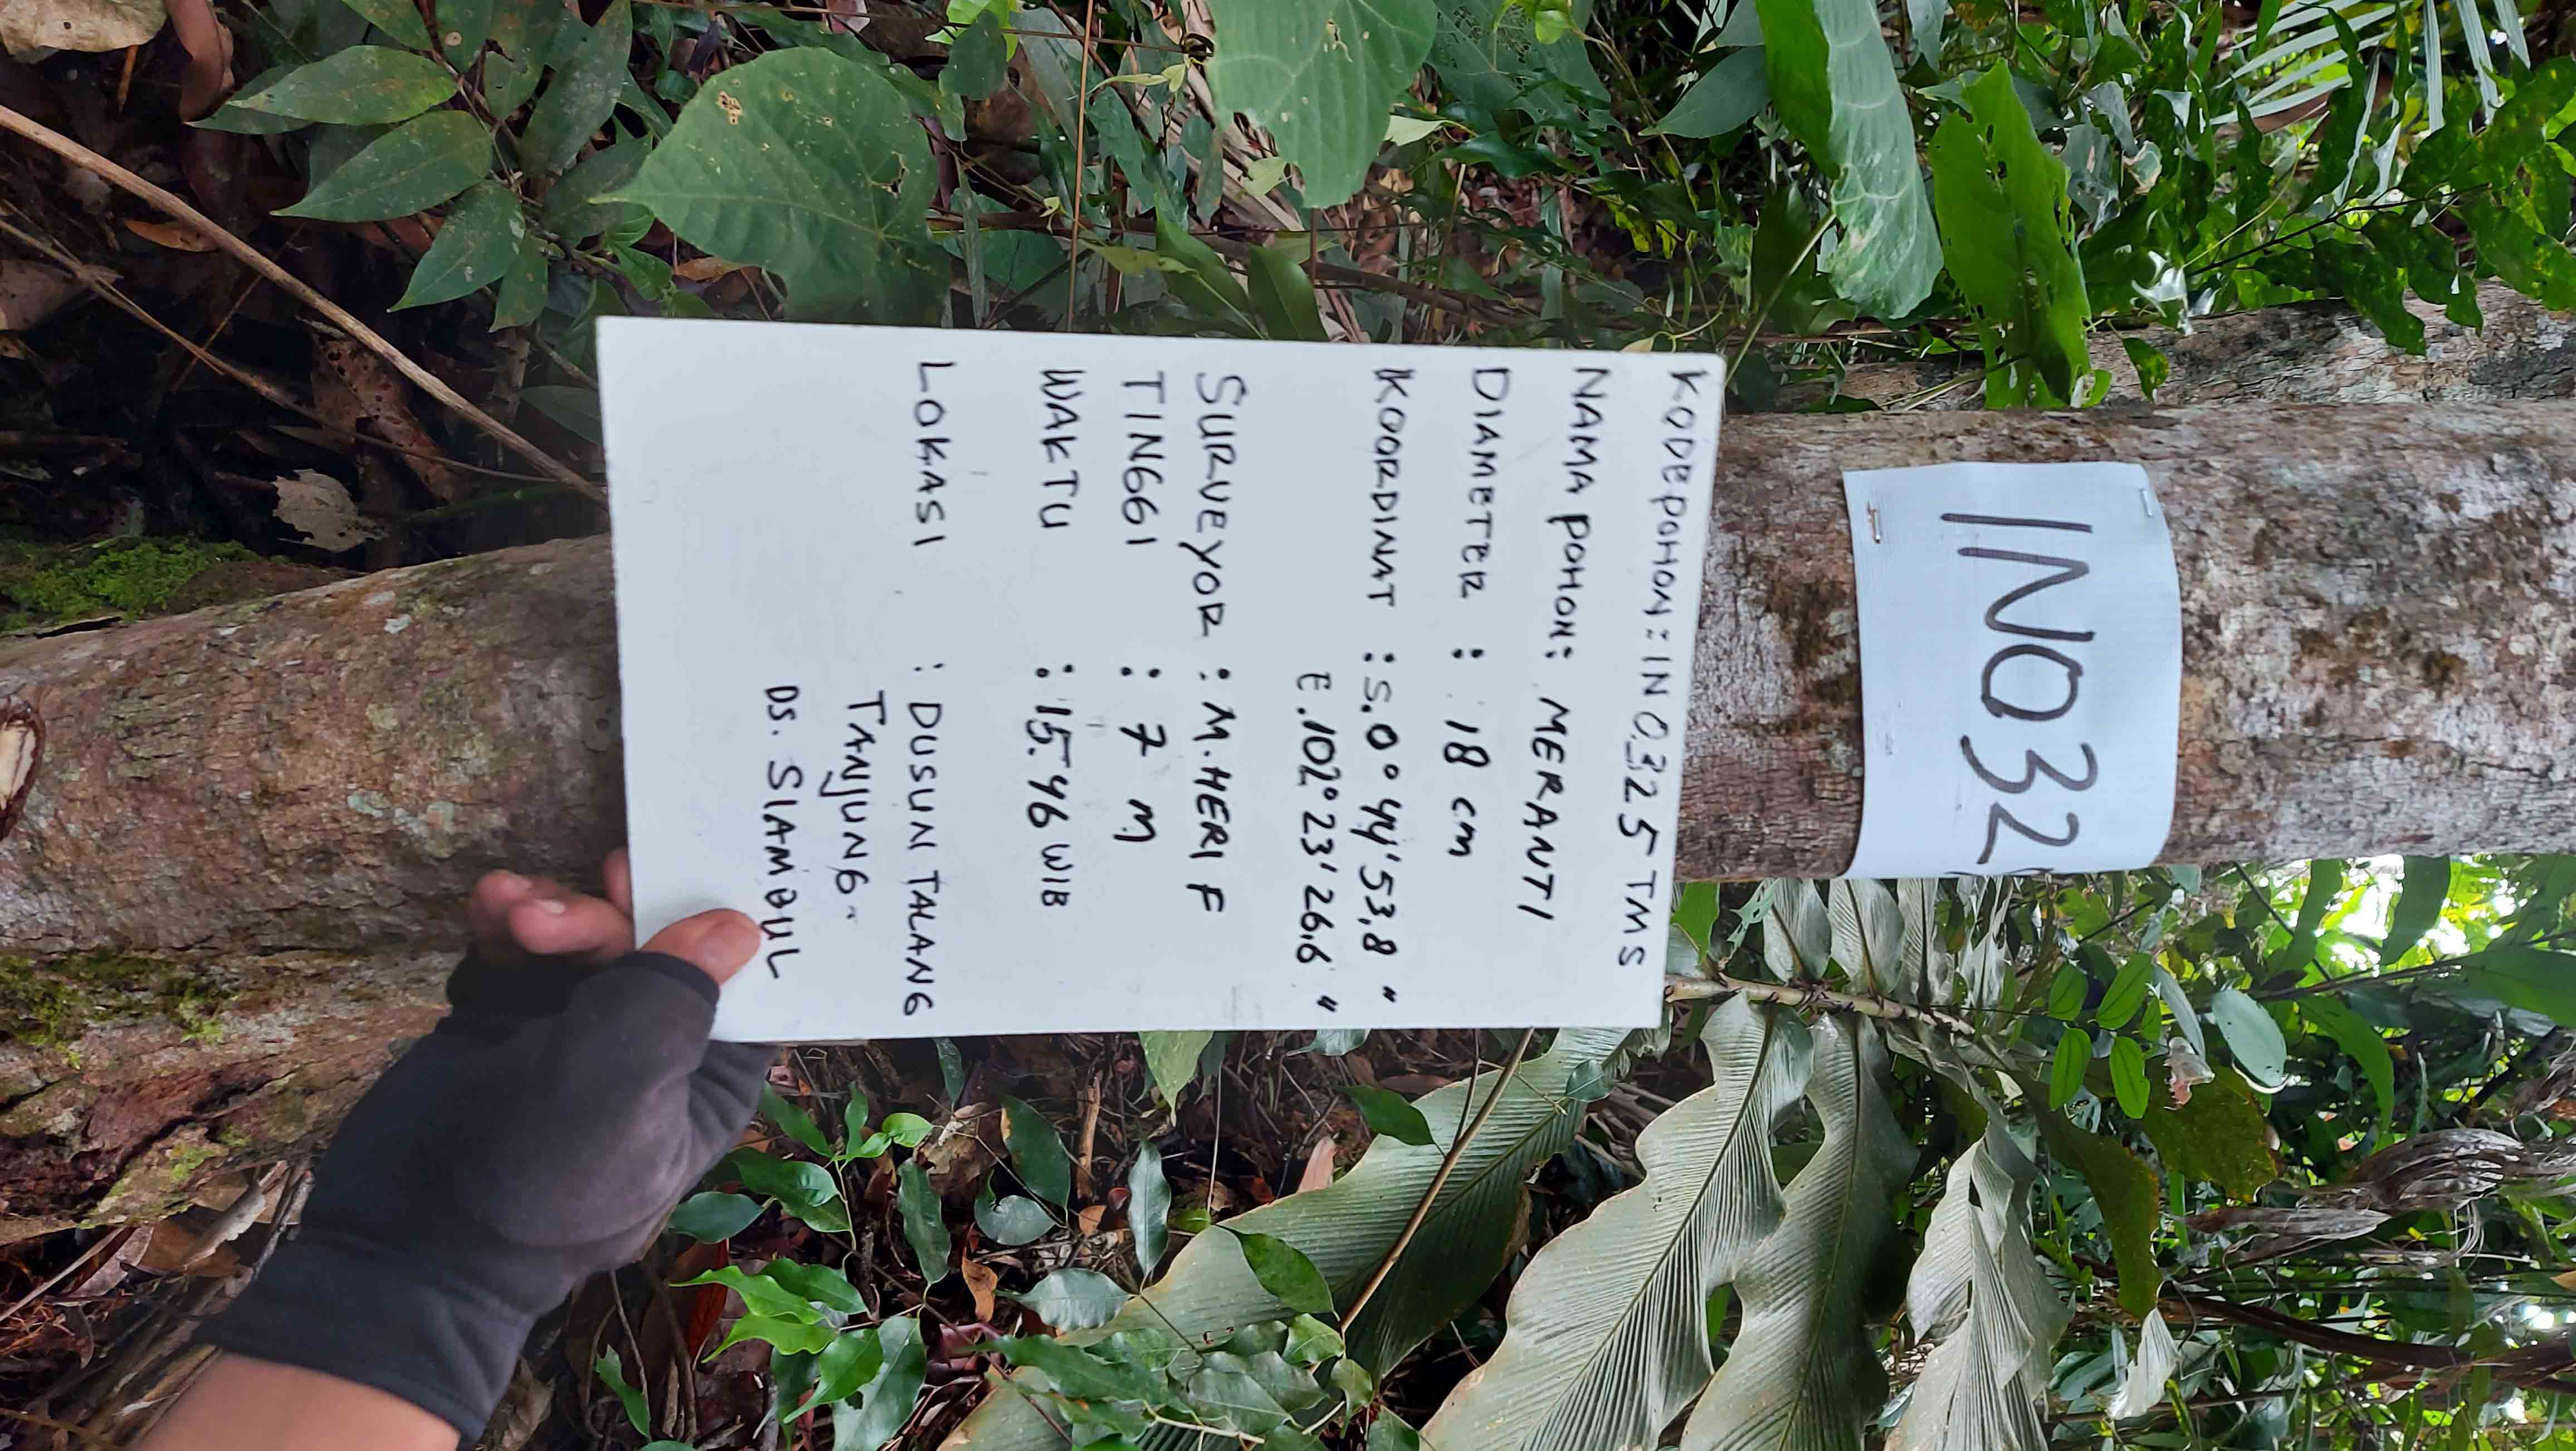 INO32
KODE POHON : IN 0325 TMS
NAMA POHON : MERANTI
DIAMETER : 18 cm
KOORDINAT : S. 0° 44' 53,8 "
E. 102° 23' 26.6 "
SURVEYOR : M. HERI F
TINGGI : 7 M
WAKTU : 15.46 WIB
LOKASI : DUSUN TALANG
TANJUNG.
DS. SIAMBUL